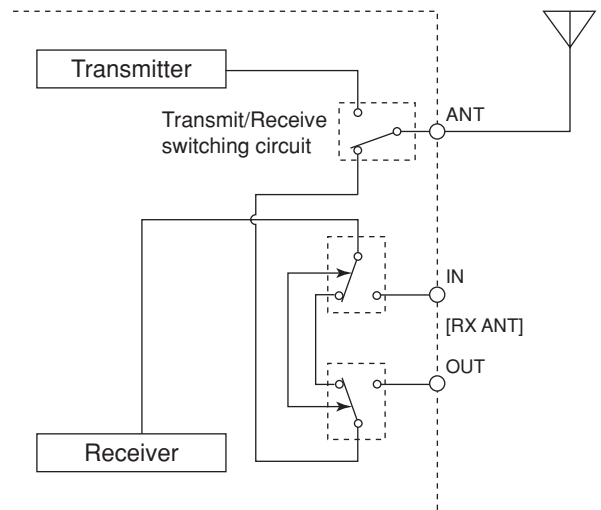 Transmitter
ANT
Transmit/Receive
switching circuit
IN
[RX ANT]
OUT
Receiver